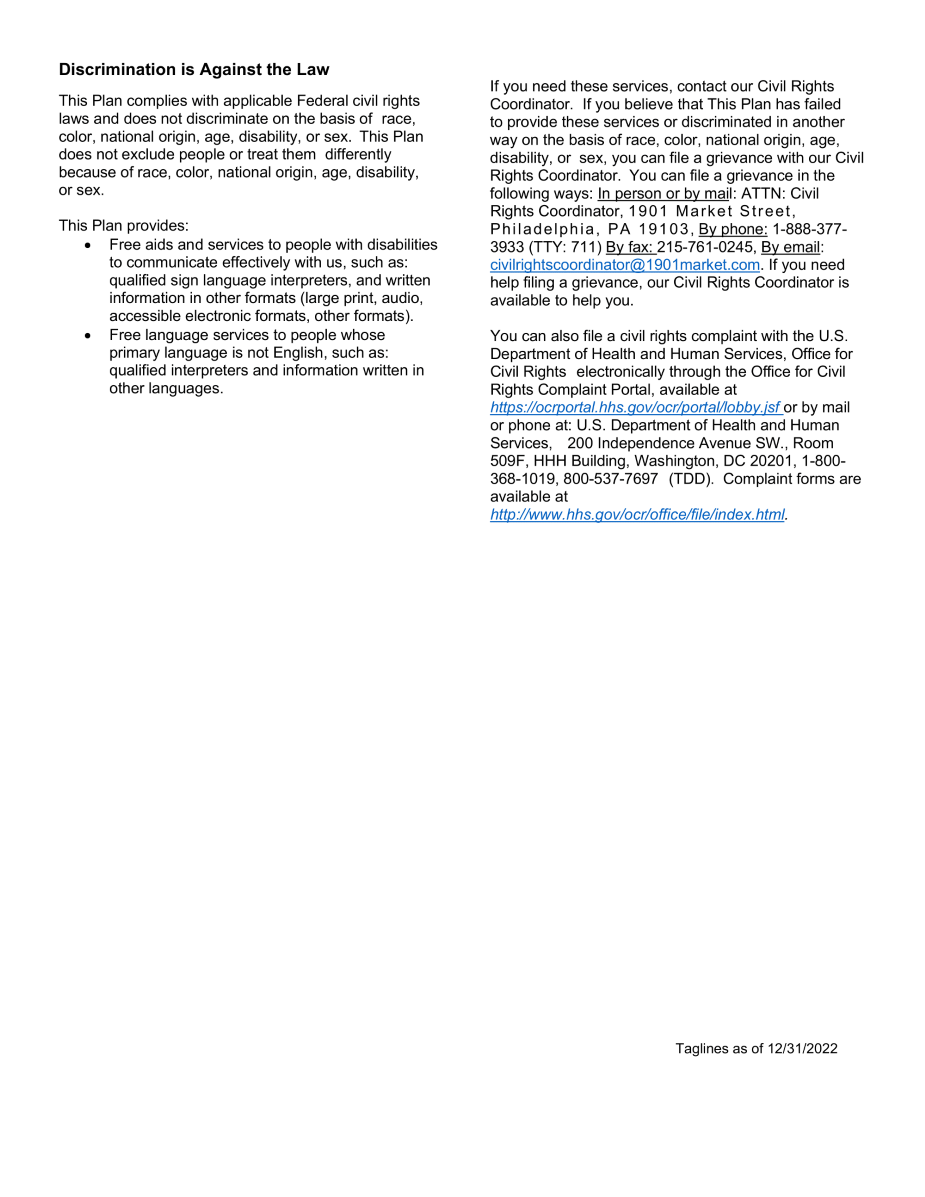 Discrimination is Against the Law
This Plan complies with applicable Federal civil rights
laws and does not discriminate on the basis of race,
color, national origin, age, disability, or sex. This Plan
does not exclude people or treat them differently
because of race, color, national origin, age, disability,
or sex.
This Plan provides:
• Free aids and services to people with disabilities
to communicate effectively with us, such as:
qualified sign language interpreters, and written
information in other formats (large print, audio,
accessible electronic formats, other formats).
• Free language services to people whose
primary language is not English, such as:
qualified interpreters and information written in
other languages.
If you need these services, contact our Civil Rights
Coordinator. If you believe that This Plan has failed
to provide these services or discriminated in another
way on the basis of race, color, national origin, age,
disability, or sex, you can file a grievance with our Civil
Rights Coordinator. You can file a grievance in the
following ways: In person or by mail: ATTN: Civil
Rights Coordinator, 1901 Market Street,
Philadelphia, PA 19103, By phone: 1-888-377-
3933 (TTY: 711) By fax: 215-761-0245, By email:
civilrightscoordinator@1901market.com. If you need
help filing a grievance, our Civil Rights Coordinator is
available to help you.
You can also file a civil rights complaint with the U.S.
Department of Health and Human Services, Office for
Civil Rights electronically through the Office for Civil
Rights Complaint Portal, available at
https://ocrportal.hhs.gov/ocr/portal/lobby.jsf or by mail
or phone at: U.S. Department of Health and Human
Services, 200 Independence Avenue SW., Room
509F, HHH Building, Washington, DC 20201, 1-800-
368-1019, 800-537-7697 (TDD). Complaint forms are
available at
http://www.hhs.gov/ocr/office/file/index.html.
Taglines as of 12/31/2022